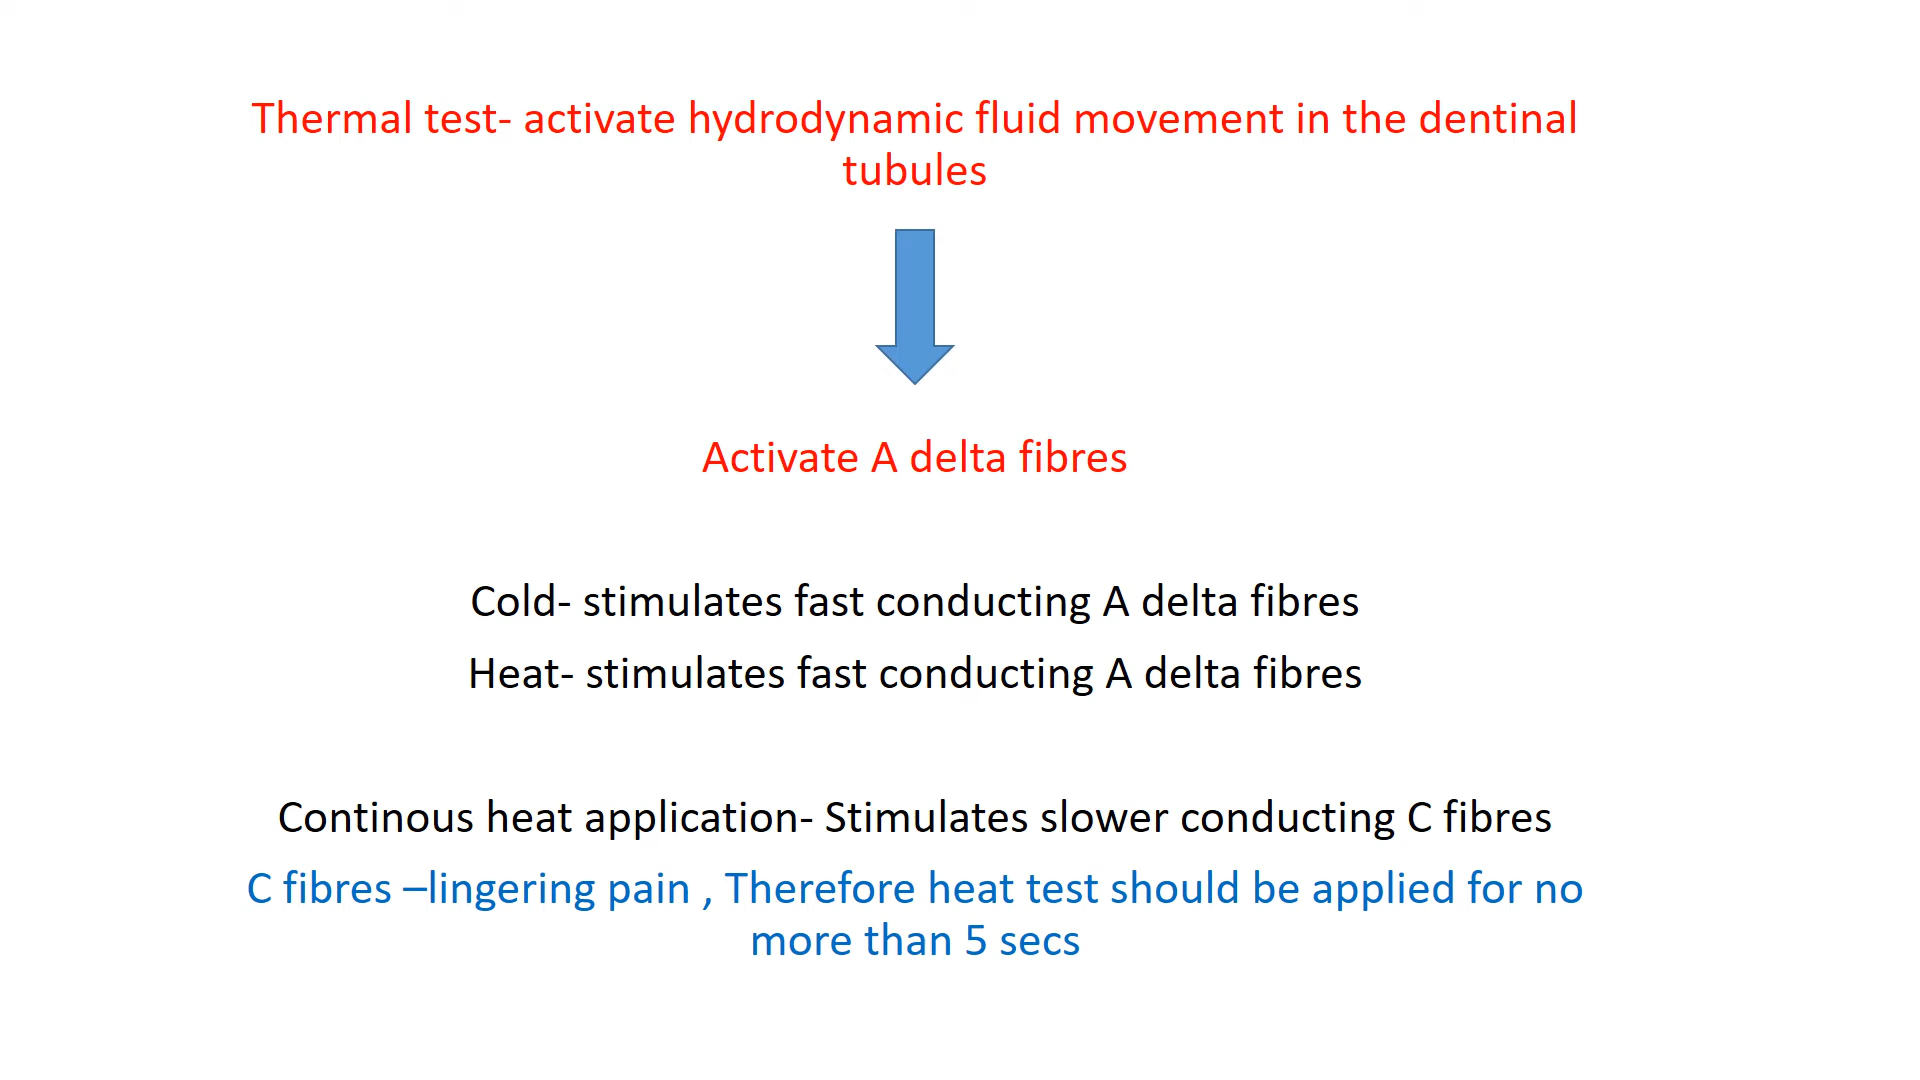 Thermal test- activate hydrodynamic fluid movement in the dentinal
tubules
Activate A delta fibres
Cold- stimulates fast conducting A delta fibres
Heat- stimulates fast conducting A delta fibres
Continous heat application- Stimulates slower conducting C fibres
C fibres –lingering pain , Therefore heat test should be applied for no
more than 5 secs